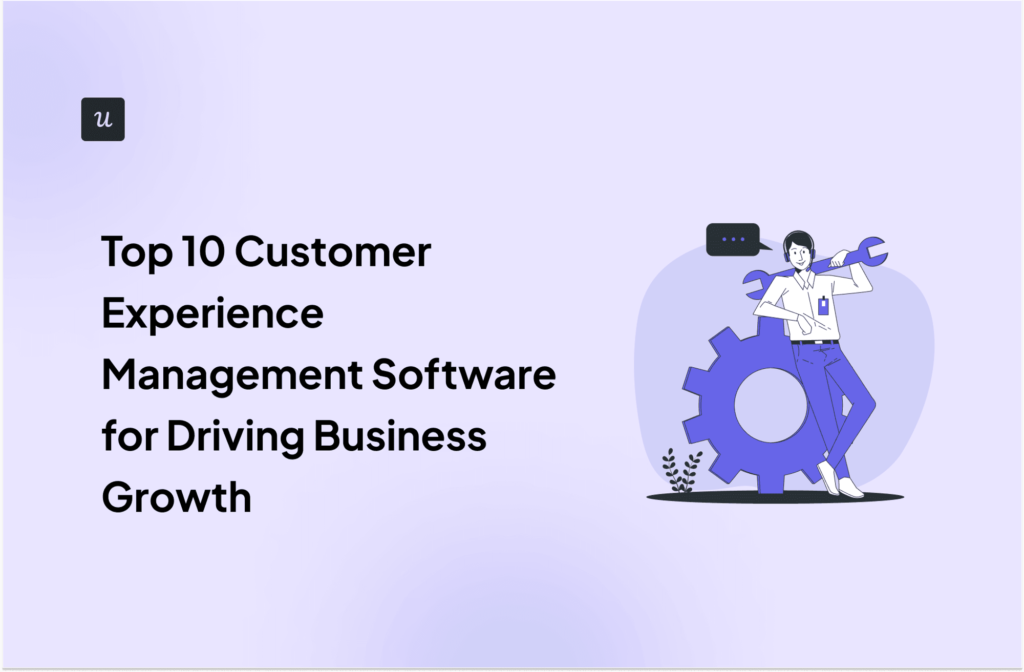 u
Top 10 Customer
Experience
Management Software
for Driving Business
Growth